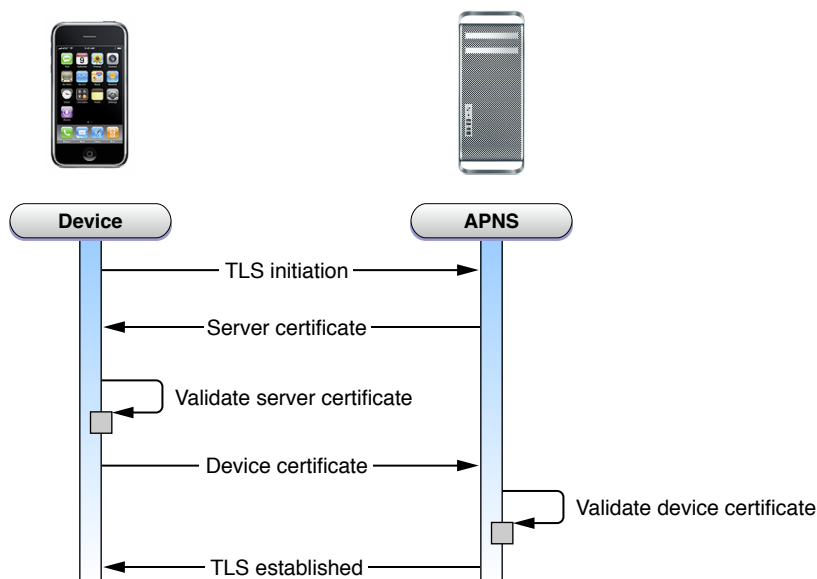 Device
APNS
TLS initiation
Server certificate
Validate server certificate
Device certificate
Validate device certificate
TLS established